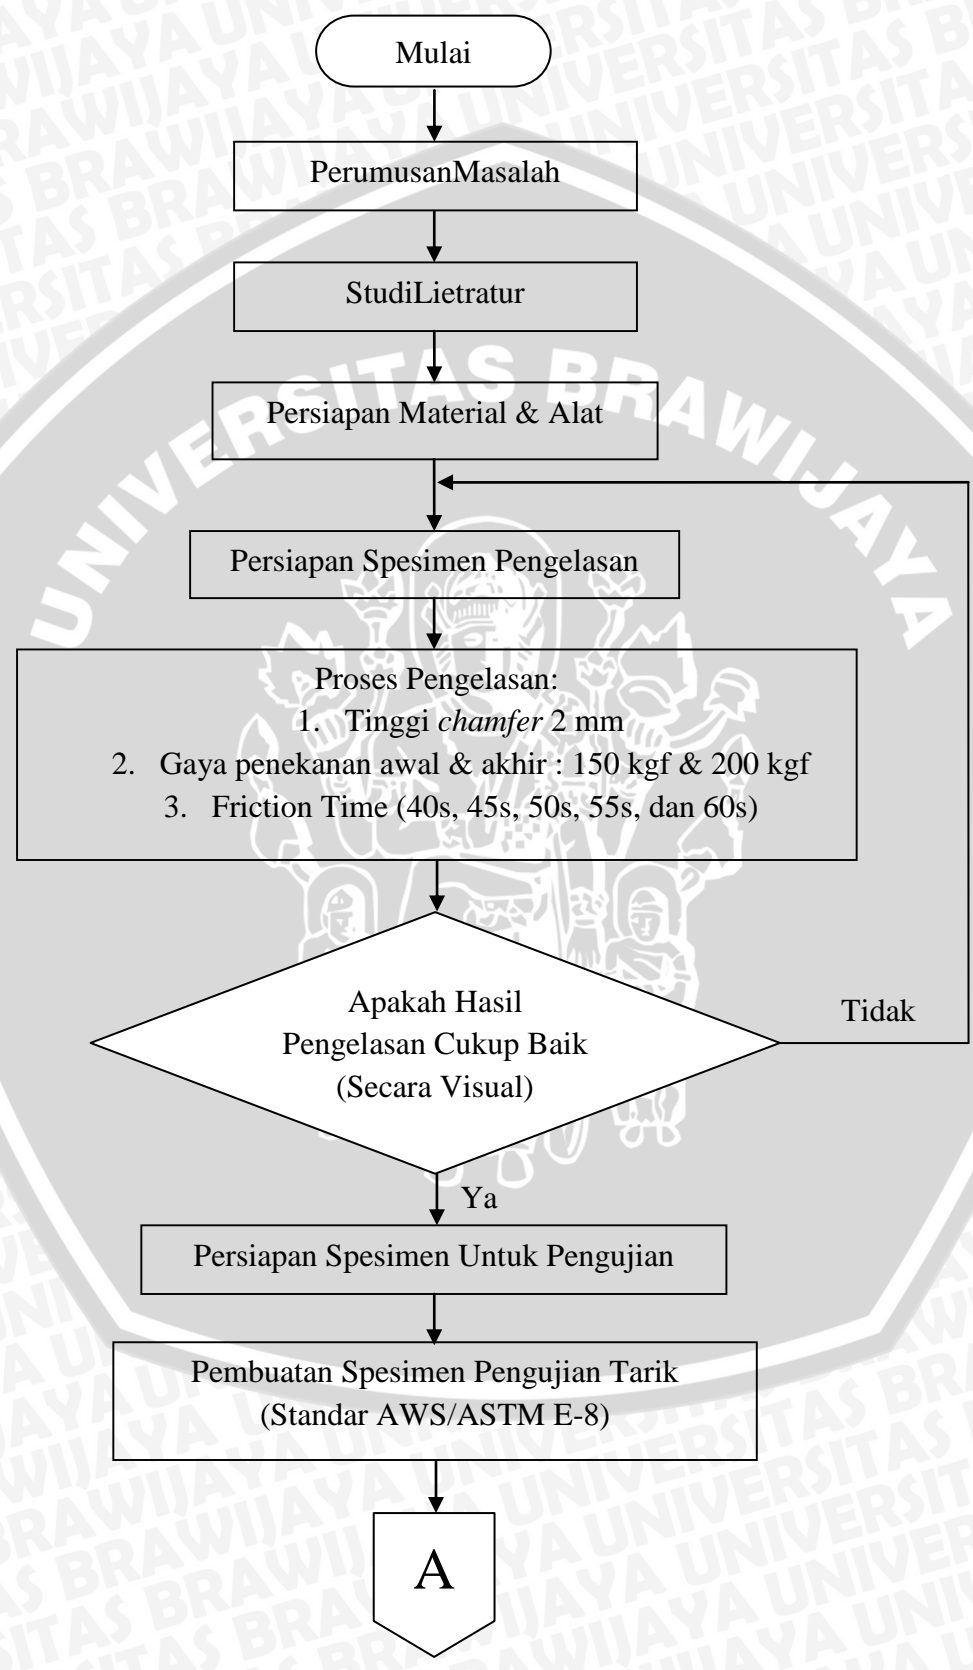 Mulai
PerumusanMasalah
StudiLietratur
UNIVERSITAS BRAWIJAYA
Persiapan Material & Alat
Persiapan Spesimen Pengelasan
Proses Pengelasan:
1. Tinggi chamfer 2 mm
2. Gaya penekanan awal & akhir : 150 kgf & 200 kgf
3. Friction Time (40s, 45s, 50s, 55s, dan 60s)
Apakah Hasil
Pengelasan Cukup Baik
(Secara Visual)
Tidak
Ya
Persiapan Spesimen Untuk Pengujian
Pembuatan Spesimen Pengujian Tarik
(Standar AWS/ASTM E-8)
A